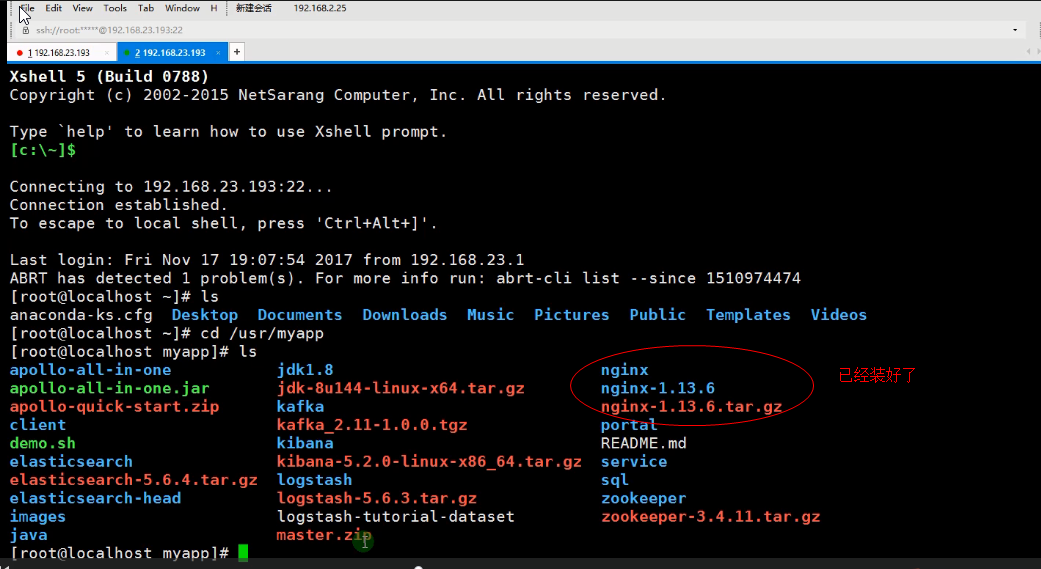 File Edit View Tools Tab Window H 新建会话 192.168.2.25
ssh://root:*****@192.168.23.193:22
1 192.168.23.193 × 2 192.168.23.193 × +
Xshell 5 (Build 0788)
Copyright (c) 2002-2015 NetSarang Computer, Inc. All rights reserved.
Type `help' to learn how to use Xshell prompt.
[c:\~]$
Connecting to 192.168.23.193:22...
Connection established.
To escape to local shell, press 'Ctrl+Alt+]'.
Last login: Fri Nov 17 19:07:54 2017 from 192.168.23.1
ABRT has detected 1 problem(s). For more info run: abrt-cli list --since 1510974474
[root@localhost ~]# ls
anaconda-ks.cfg Desktop Documents Downloads Music Pictures Public Templates Videos
[root@localhost ~]# cd /usr/myapp
[root@localhost myapp]# ls
apollo-all-in-one jdk1.8 nginx 已经装好了
apollo-all-in-one.jar jdk-8u144-linux-x64.tar.gz nginx-1.13.6
apollo-quick-start.zip kafka nginx-1.13.6.tar.gz
client kafka_2.11-1.0.0.tgz portal
demo.sh kibana README.md
elasticsearch kibana-5.2.0-linux-x86_64.tar.gz service
elasticsearch-5.6.4.tar.gz logstash sql
elasticsearch-head logstash-5.6.3.tar.gz zookeeper
images logstash-tutorial-dataset zookeeper-3.4.11.tar.gz
java master.zip
[root@localhost myapp]#